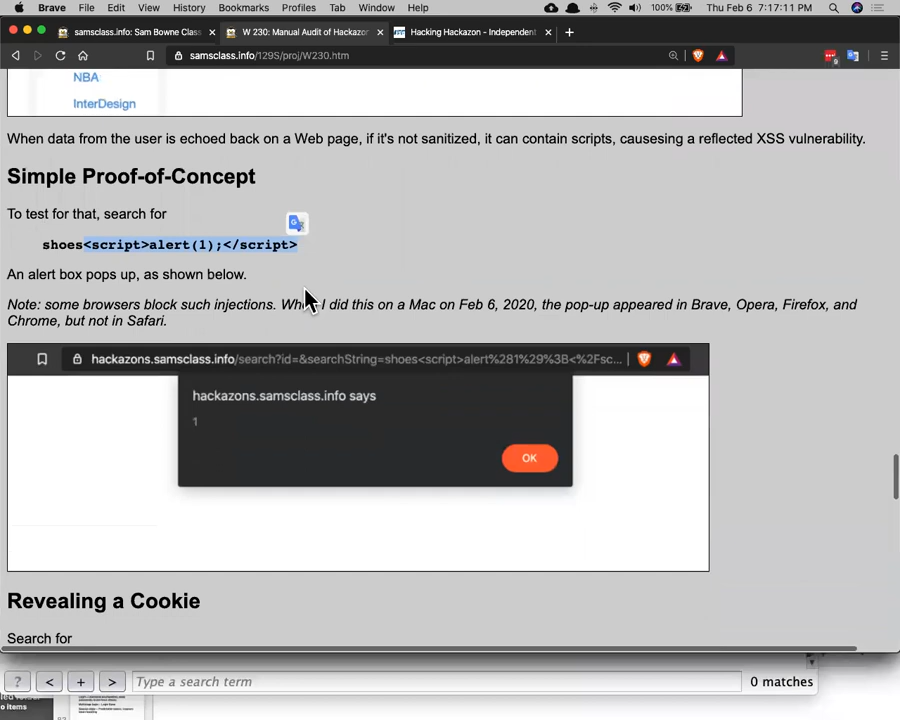 Brave File Edit View History Bookmarks Profiles Tab Window Help 100% Thu Feb 6 7:17:11 PM
samsclass.info: Sam Bowne Class W 230: Manual Audit of Hackazor Hacking Hackazon - Independent
samsclass.info/129S/proj/W230.htm
NBA
InterDesign
When data from the user is echoed back on a Web page, if it's not sanitized, it can contain scripts, causesing a reflected XSS vulnerability.
Simple Proof-of-Concept
To test for that, search for
shoes<script>alert(1);</script>
An alert box pops up, as shown below.
Note: some browsers block such injections. When I did this on a Mac on Feb 6, 2020, the pop-up appeared in Brave, Opera, Firefox, and
Chrome, but not in Safari.
hackazons.samsclass.info/search?id=&searchString=shoes<script>alert%281%29%3B<%2Fsc...
hackazons.samsclass.info says
1
OK
Revealing a Cookie
Search for
? < + > Type a search term 0 matches
o items